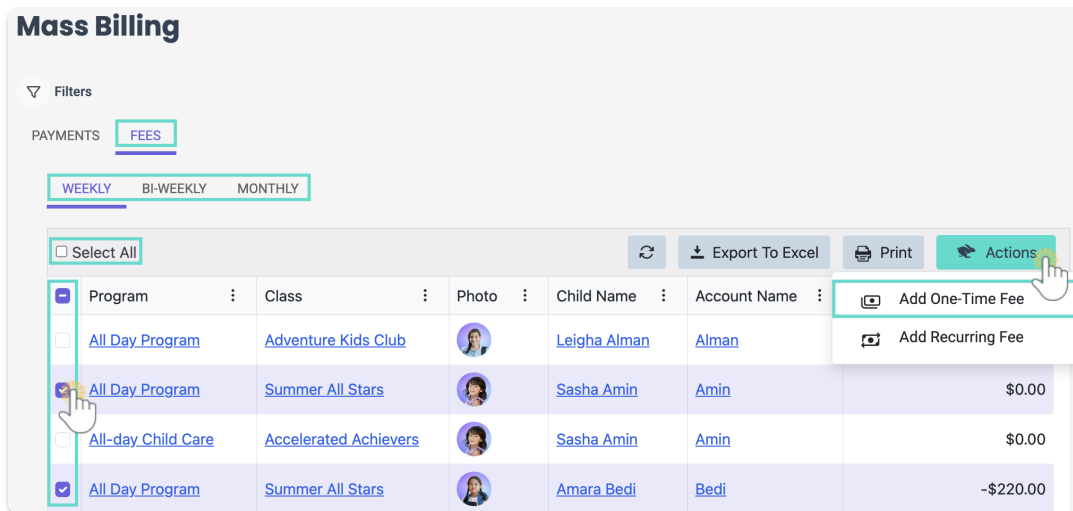 Mass Billing
Filters
PAYMENTS FEES
WEEKLY BI-WEEKLY MONTHLY
Select All Export To Excel Print Actions
Program Class Photo Child Name Account Name
Add One-Time Fee
Add Recurring Fee
All Day Program Adventure Kids Club Leigha Alman Alman
All Day Program Summer All Stars Sasha Amin Amin $0.00
All-day Child Care Accelerated Achievers Sasha Amin Amin $0.00
All Day Program Summer All Stars Amara Bedi Bedi -$220.00